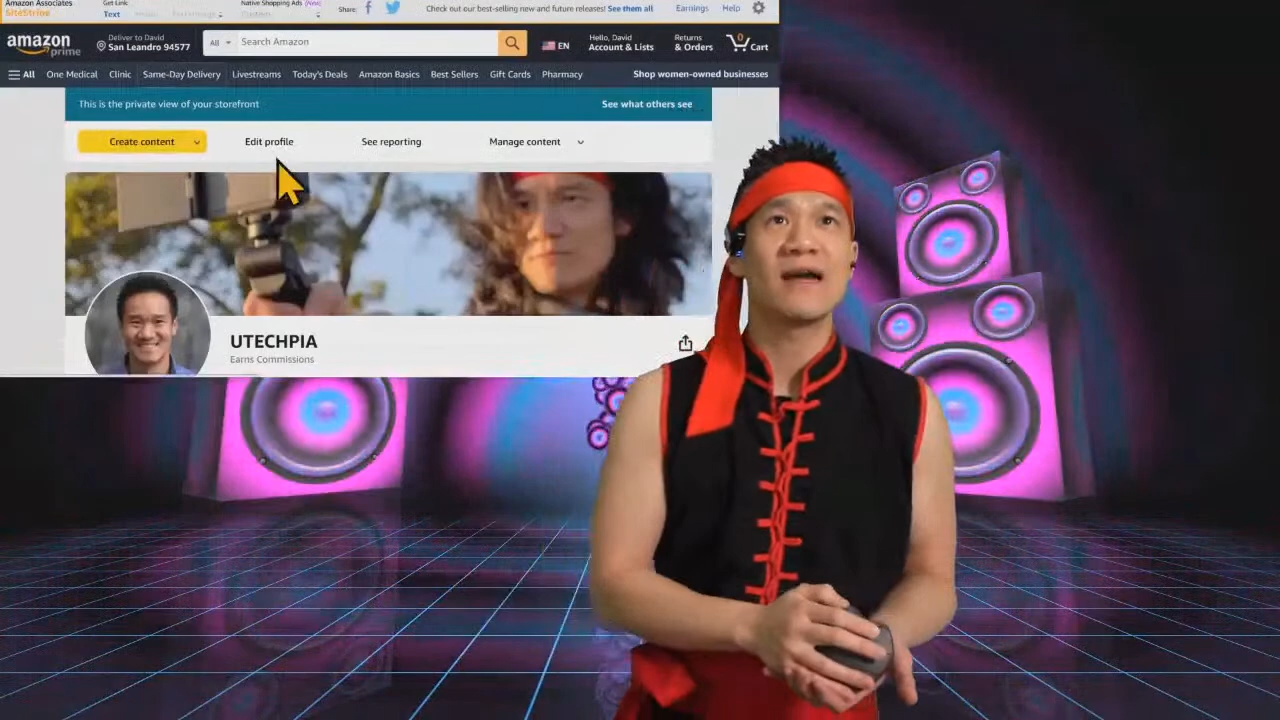 Amazon Associates Get Link: Native Shopping Ads (New)
SiteStripe Text Share: Check out our best-selling new and future releases! See them all Earnings Help
amazon prime Deliver to David San Leandro 94577 All Search Amazon EN Hello, David Account & Lists Returns & Orders 0 Cart
All One Medical Clinic Same-Day Delivery Livestreams Today's Deals Amazon Basics Best Sellers Gift Cards Pharmacy Shop women-owned businesses
This is the private view of your storefront See what others see
Create content Edit profile See reporting Manage content
UTECHPIA
Earns Commissions